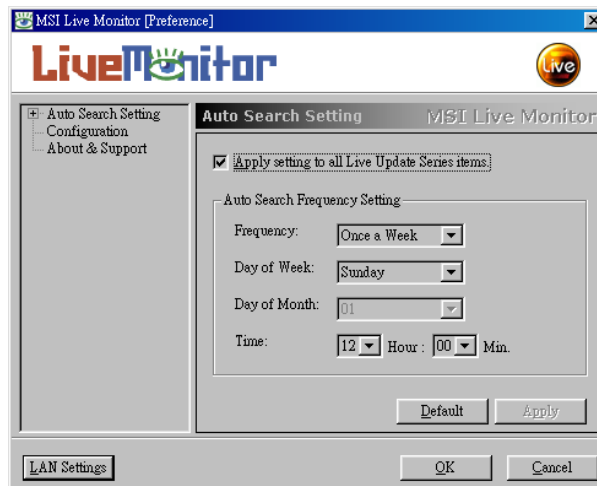 MSI Live Monitor [Preference]
LiveMonitor
Live
Auto Search Setting
Configuration
About & Support
Auto Search Setting
MSI Live Monitor
Apply setting to all Live Update Series items.
Auto Search Frequency Setting
Frequency:
Once a Week
Day of Week:
Sunday
Day of Month:
01
Time:
12 Hour : 00 Min.
Default
Apply
LAN Settings
OK
Cancel